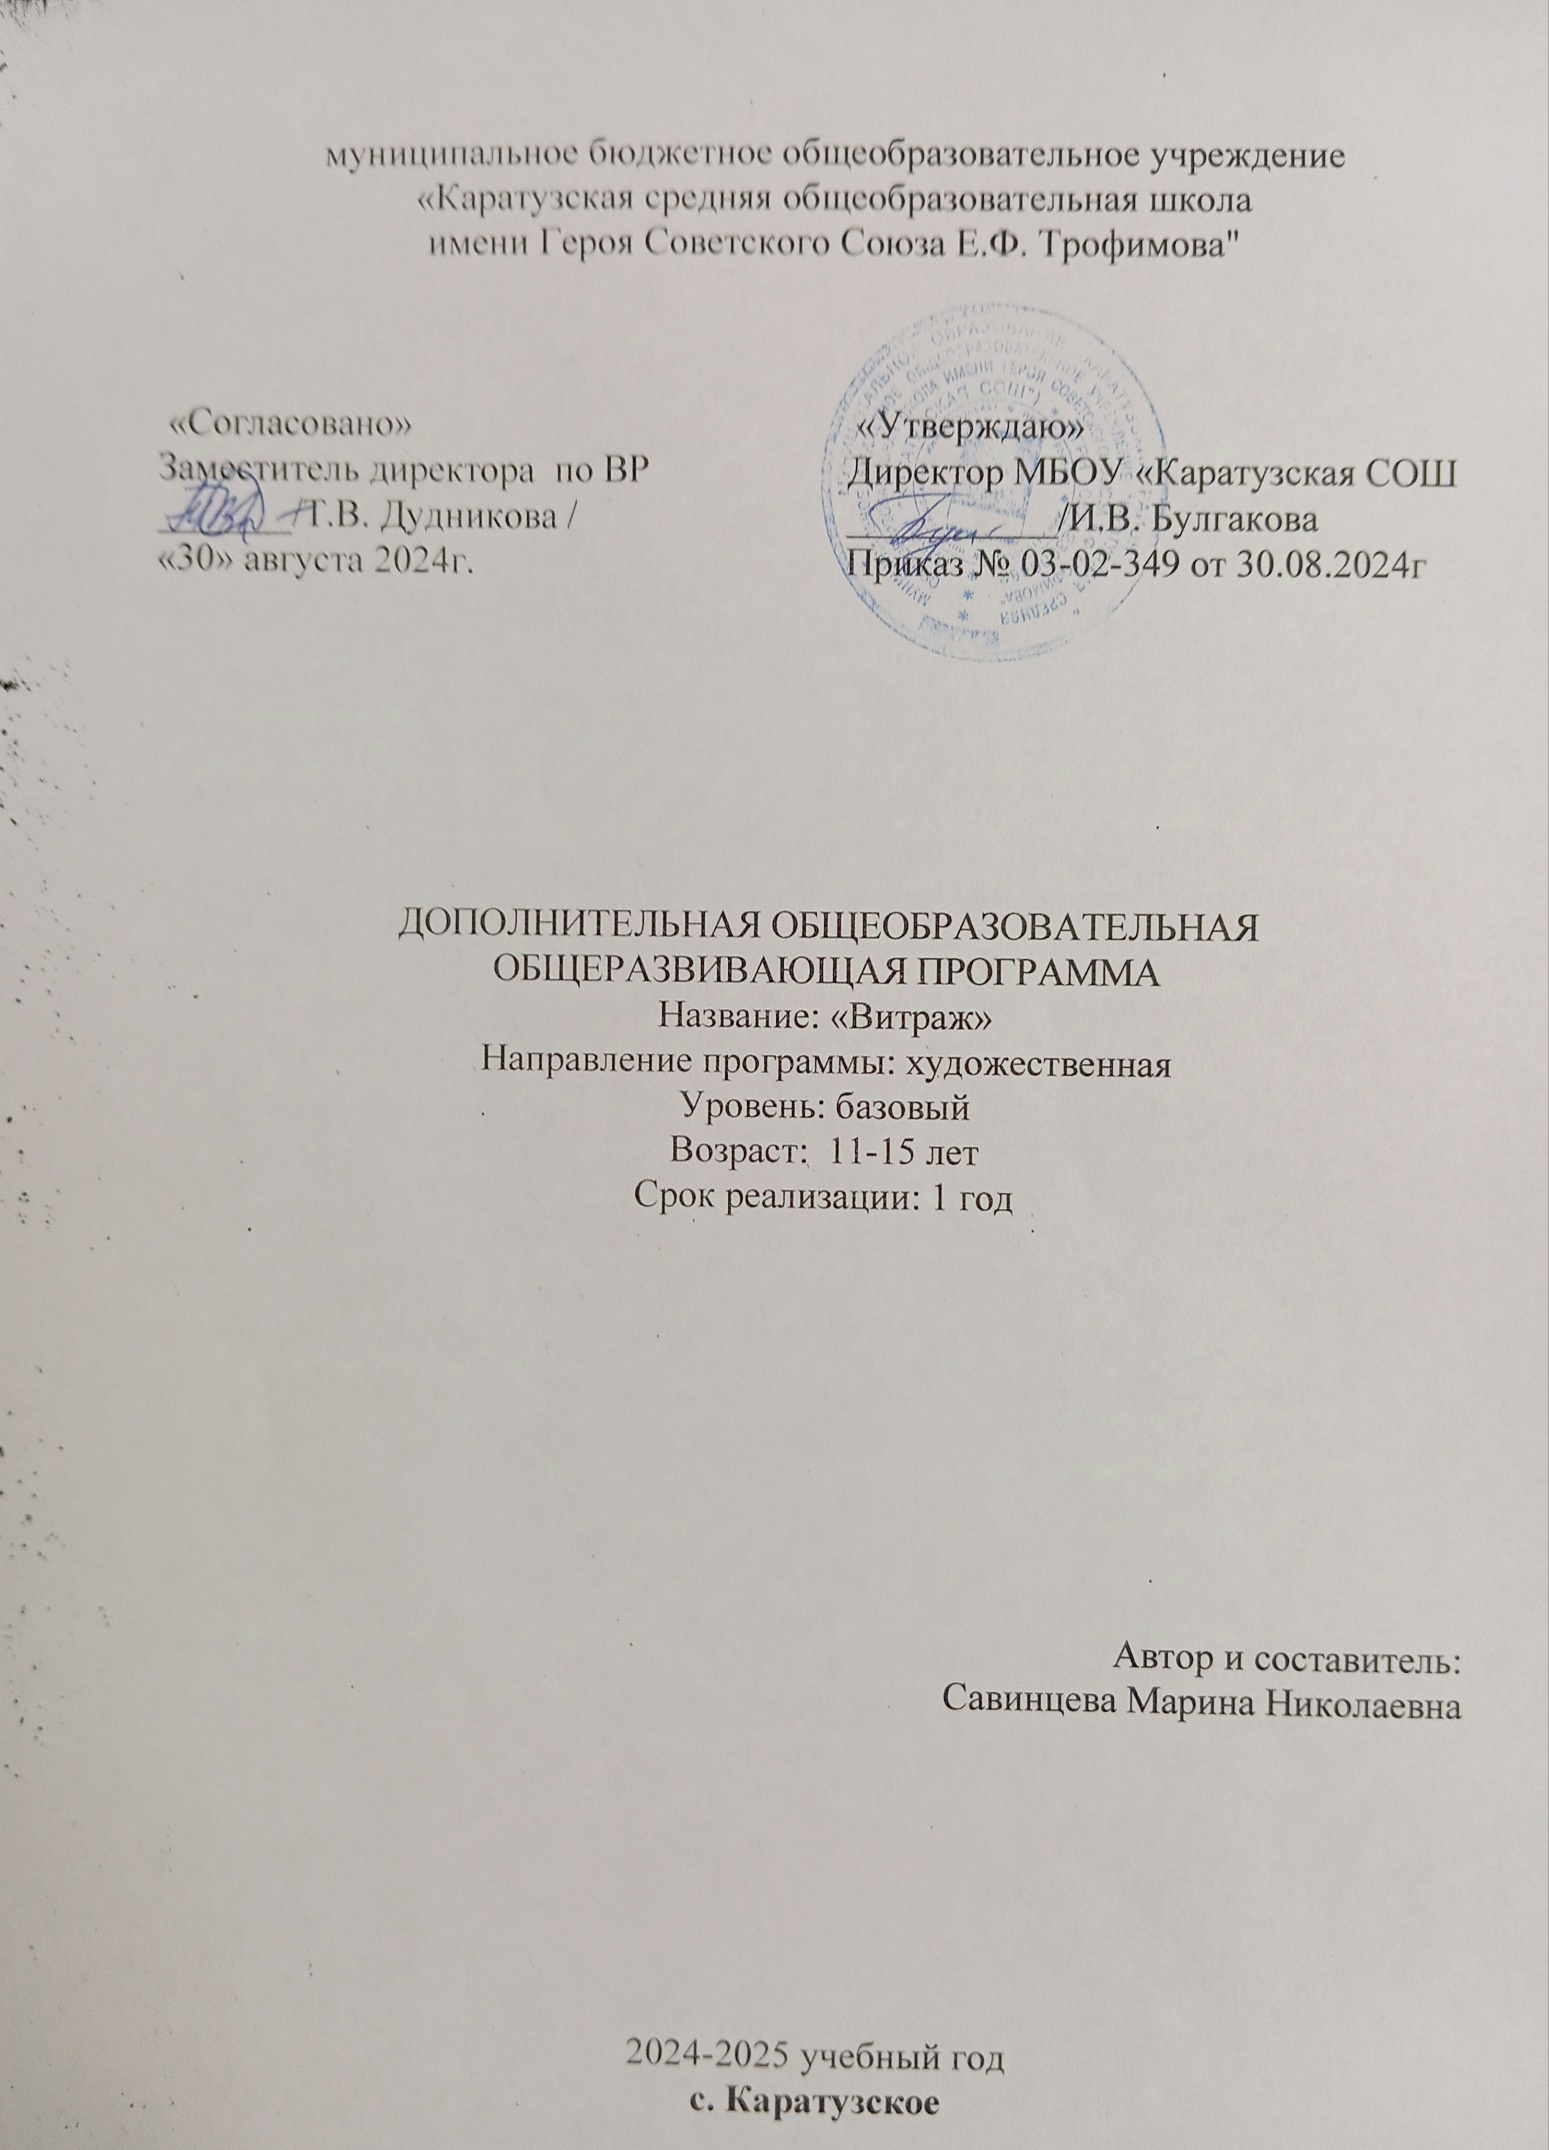 муниципальное бюджетное общеобразовательное учреждение
«Каратузская средняя общеобразовательная школа
имени Героя Советского Союза Е.Ф. Трофимова"
«Согласовано»
Заместитель директора по ВР
/Т.В. Дудникова /
«30» августа 2024г.
«Утверждаю»
Директор МБОУ «Каратузская СОШ
/И.В. Булгакова
Приказ № 03-02-349 от 30.08.2024г
ДОПОЛНИТЕЛЬНАЯ ОБЩЕОБРАЗОВАТЕЛЬНАЯ
ОБЩЕРАЗВИВАЮЩАЯ ПРОГРАММА
Название: «Витраж»
Направление программы: художественная
Уровень: базовый
Возраст: 11-15 лет
Срок реализации: 1 год
Автор и составитель:
Савинцева Марина Николаевна
2024-2025 учебный год
с. Каратузское